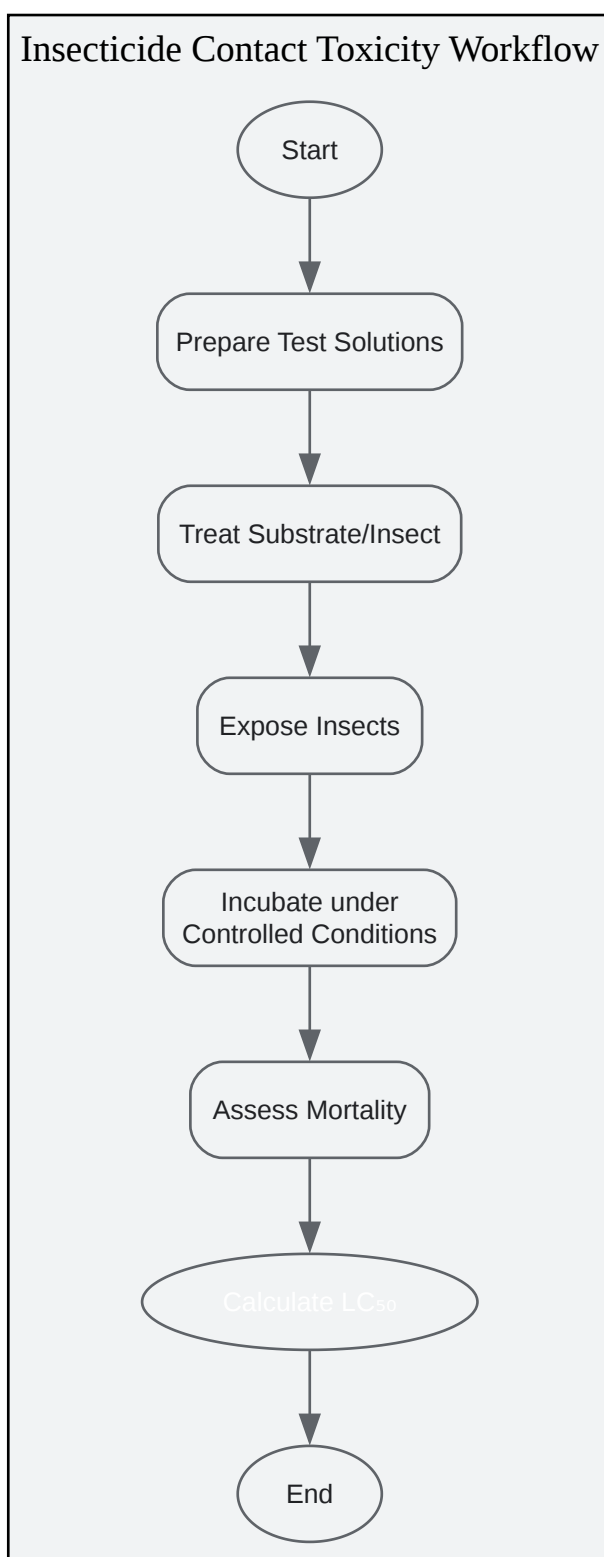 Insecticide Contact Toxicity Workflow
Start
Prepare Test Solutions
Treat Substrate/Insect
Expose Insects
Incubate under
Controlled Conditions
Assess Mortality
Calculate LC₅₀
End